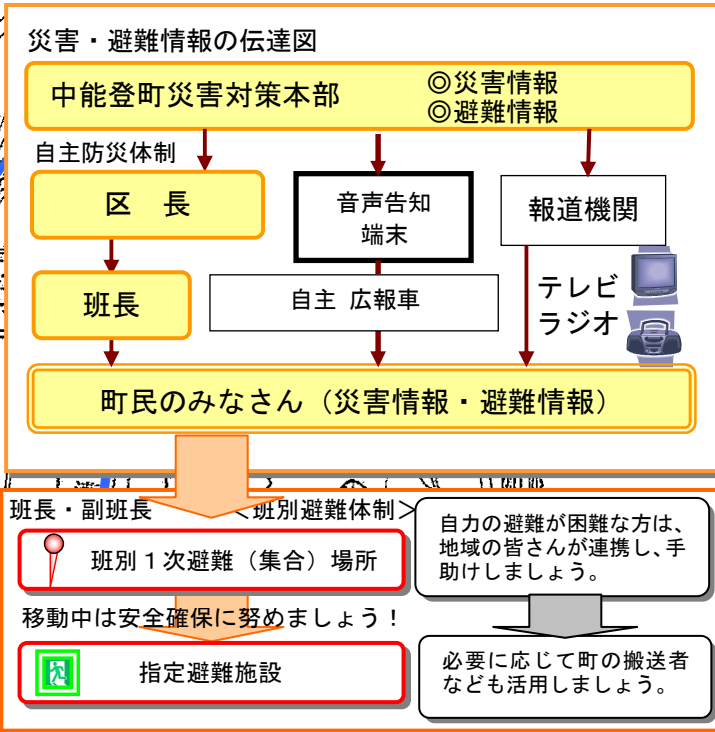 災害・避難情報の伝達図
中能登町災害対策本部
◎災害情報
◎避難情報
自主防災体制
区　長
音声告知
端末
報道機関
班長
自主 広報車
テレビ
ラジオ
町民のみなさん（災害情報・避難情報）
班長・副班長　　　＜班別避難体制＞
班別１次避難（集合）場所
移動中は安全確保に努めましょう！
指定避難施設
自力の避難が困難な方は、
地域の皆さんが連携し、手
助けしましょう。
必要に応じて町の搬送者
なども活用しましょう。